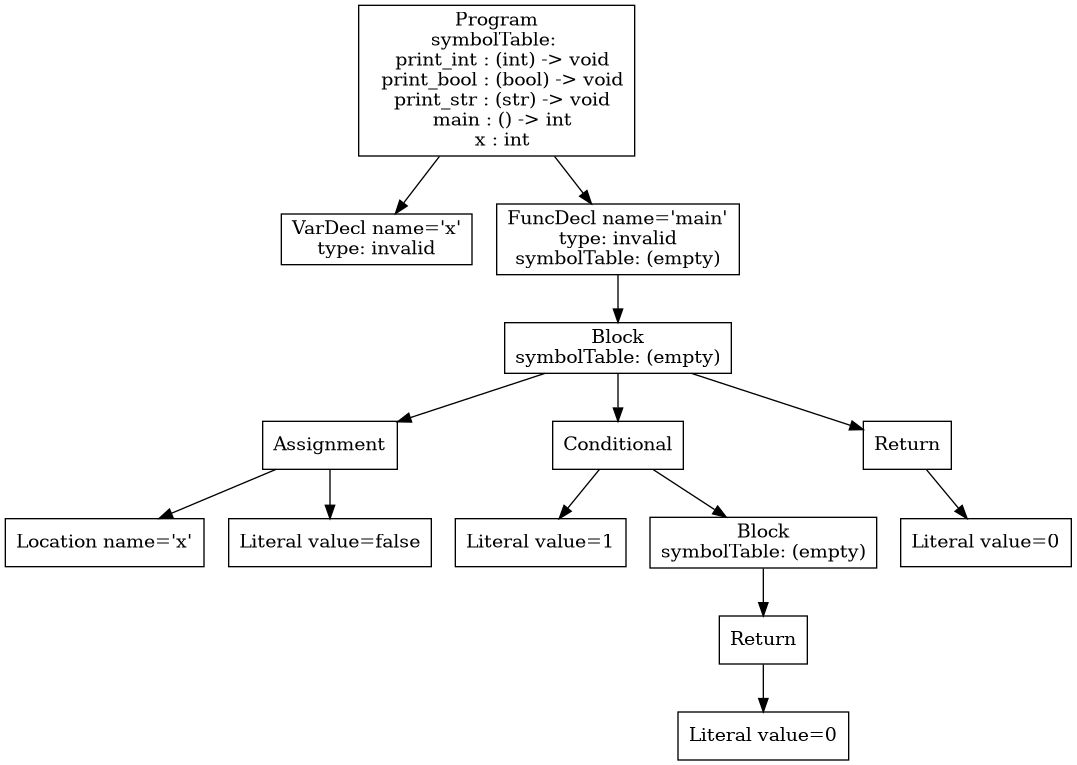 Program
symbolTable:
print_int : (int) -> void
print_bool : (bool) -> void
print_str : (str) -> void
main : () -> int
x : int
VarDecl name='x'
type: invalid
FuncDecl name='main'
type: invalid
symbolTable: (empty)
Block
symbolTable: (empty)
Assignment
Conditional
Return
Location name='x'
Literal value=false
Literal value=1
Block
symbolTable: (empty)
Literal value=0
Return
Literal value=0